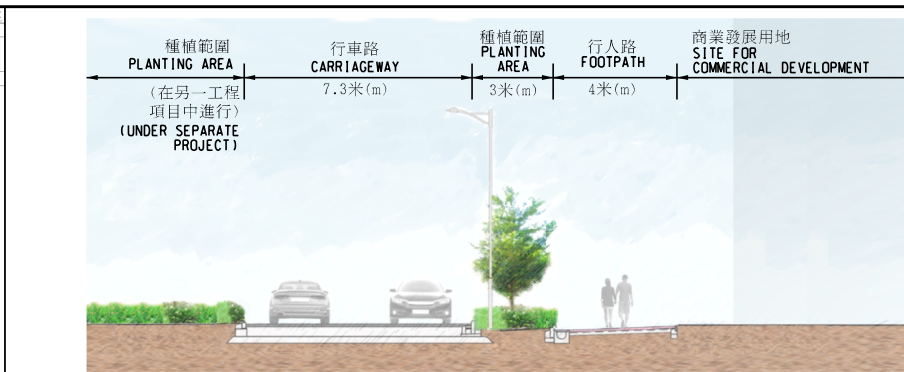 種植範圍
PLANTING AREA
(在另一工程
項目中進行)
(UNDER SEPARATE
PROJECT)
行車路
CARRIAGEWAY
7.3米(m)
種植範圍
PLANTING
AREA
3米(m)
行人路
FOOTPATH
4米(m)
商業發展用地
SITE FOR
COMMERCIAL DEVELOPMENT